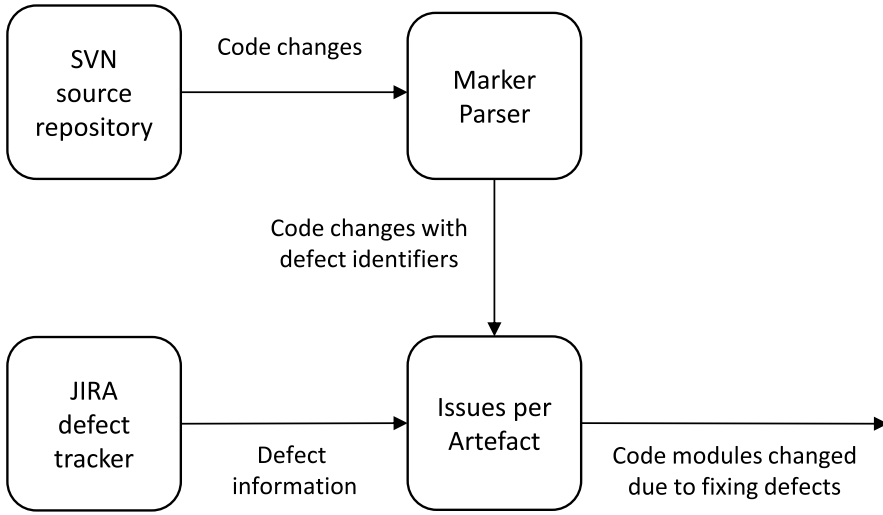 SVN
source
repository
Code changes
Marker
Parser
Code changes with
defect identifiers
JIRA
defect
tracker
Defect
information
Issues per
Artefact
Code modules changed
due to fixing defects